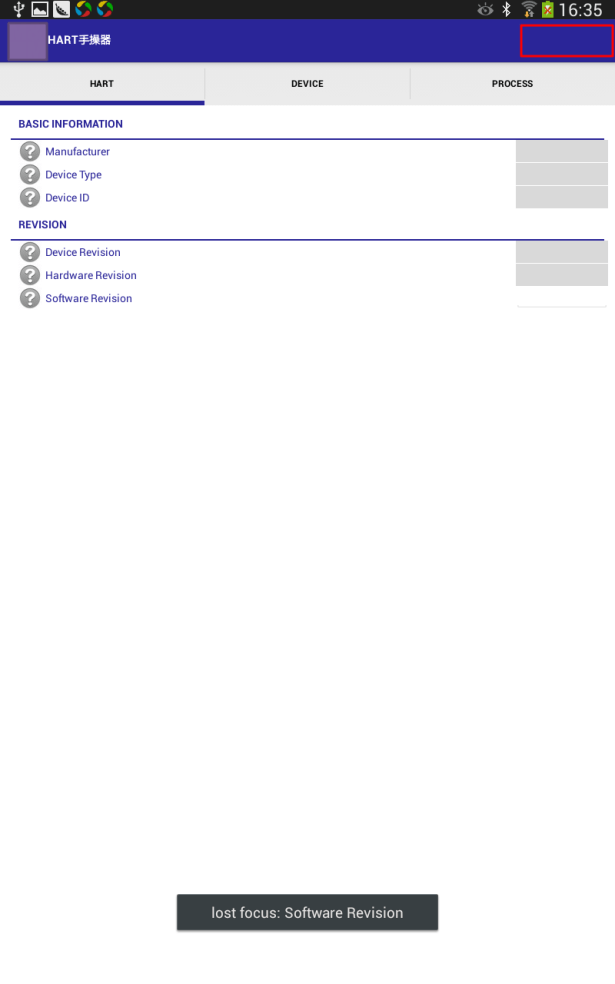 16:35
HART手操器
HART DEVICE PROCESS
BASIC INFORMATION
? Manufacturer
? Device Type
? Device ID
REVISION
? Device Revision
? Hardware Revision
? Software Revision
lost focus: Software Revision